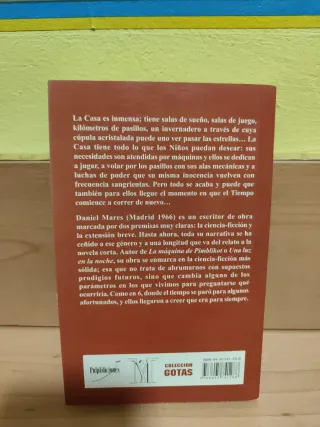 La Casa es inmensa; tiene salas de sueño, salas de juego,
kilómetros de pasillos, un invernadero a través de cuya
cúpula acristalada puede uno ver pasar las estrellas... La
Casa tiene todo lo que los Niños puedan desear: sus
necesidades son atendidas por máquinas y ellos se dedican
a jugar, a volar por los pasillos con sus alas mecánicas y a
luchas de poder que su misma inocencia vuelven con
frecuencia sangrientas. Pero todo se acaba y puede que
también para ellos llegue el momento en que el Tiempo
comience a correr de nuevo...
Daniel Mares (Madrid 1966) es un escritor de obra
marcada por dos premisas muy claras: la ciencia-ficción y
la extensión breve. Hasta ahora, toda su narrativa se ha
ceñido a ese género y a una longitud que va del relato a la
novela corta. Autor de La máquina de Pimblikot o Una luz
en la noche, su obra se enmarca en la ciencia-ficción más
sólida; esa que no trata de abrumarnos con supuestos
prodigios futuros, sino que cambia algunos de los
parámetros en los que vivimos para preguntarse qué
ocurriría. Como en 6, donde el tiempo se paró para algunos
afortunados, y ellos llegaron a creer que era para siempre.
COLECCIÓN
GOTAS